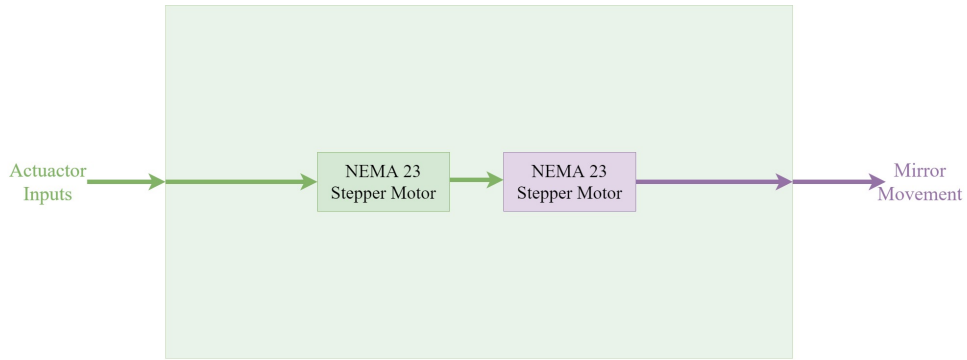 Actuactor
Inputs
NEMA 23
Stepper Motor
NEMA 23
Stepper Motor
Mirror
Movement